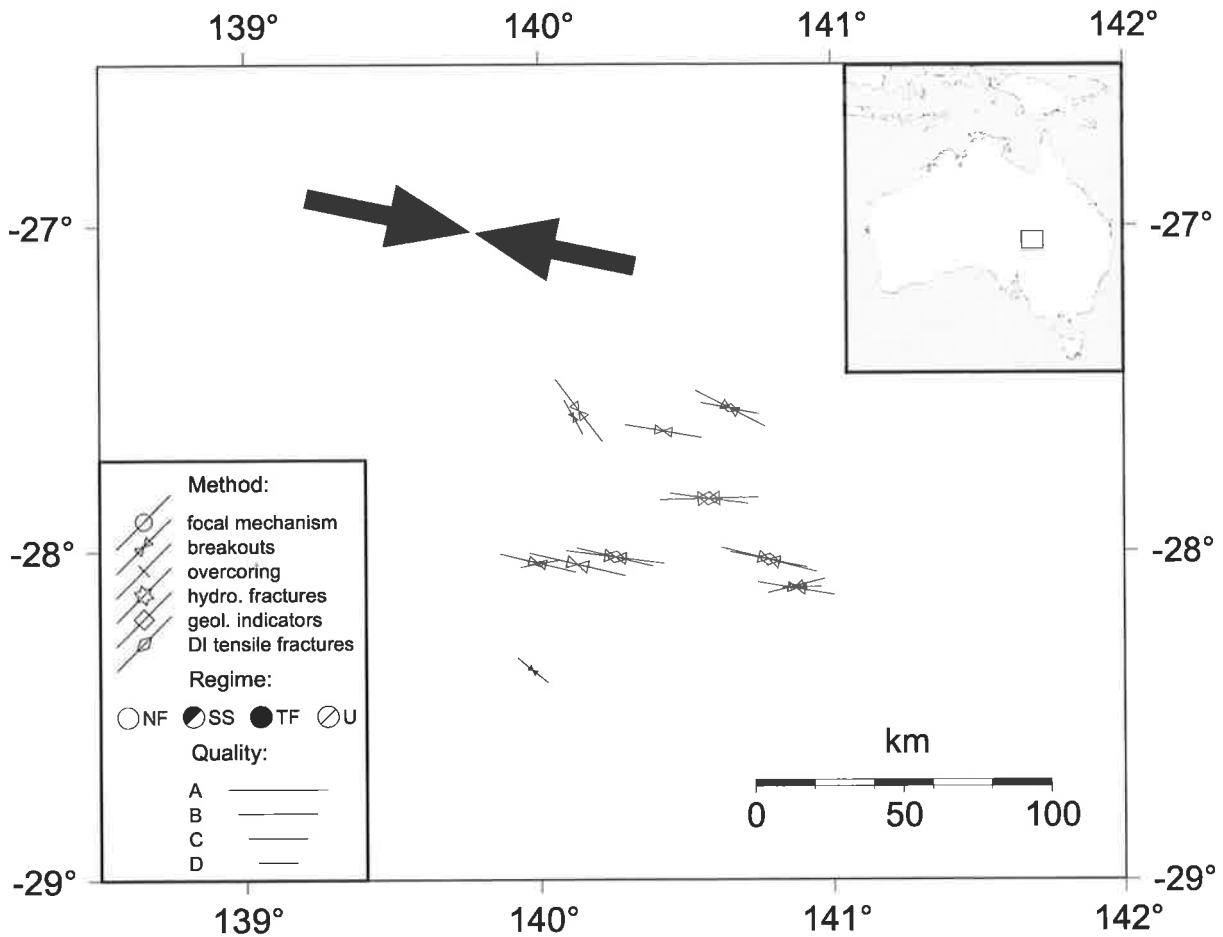 139° 140° 141° 142°
-27° -27°
Method:
focal mechanism
breakouts
overcoring
hydro. fractures
geol. indicators
DI tensile fractures
-28° -28°
Regime:
NF SS TF U
Quality:
A
B
C
D
km
0 50 100
-29° -29°
139° 140° 141° 142°